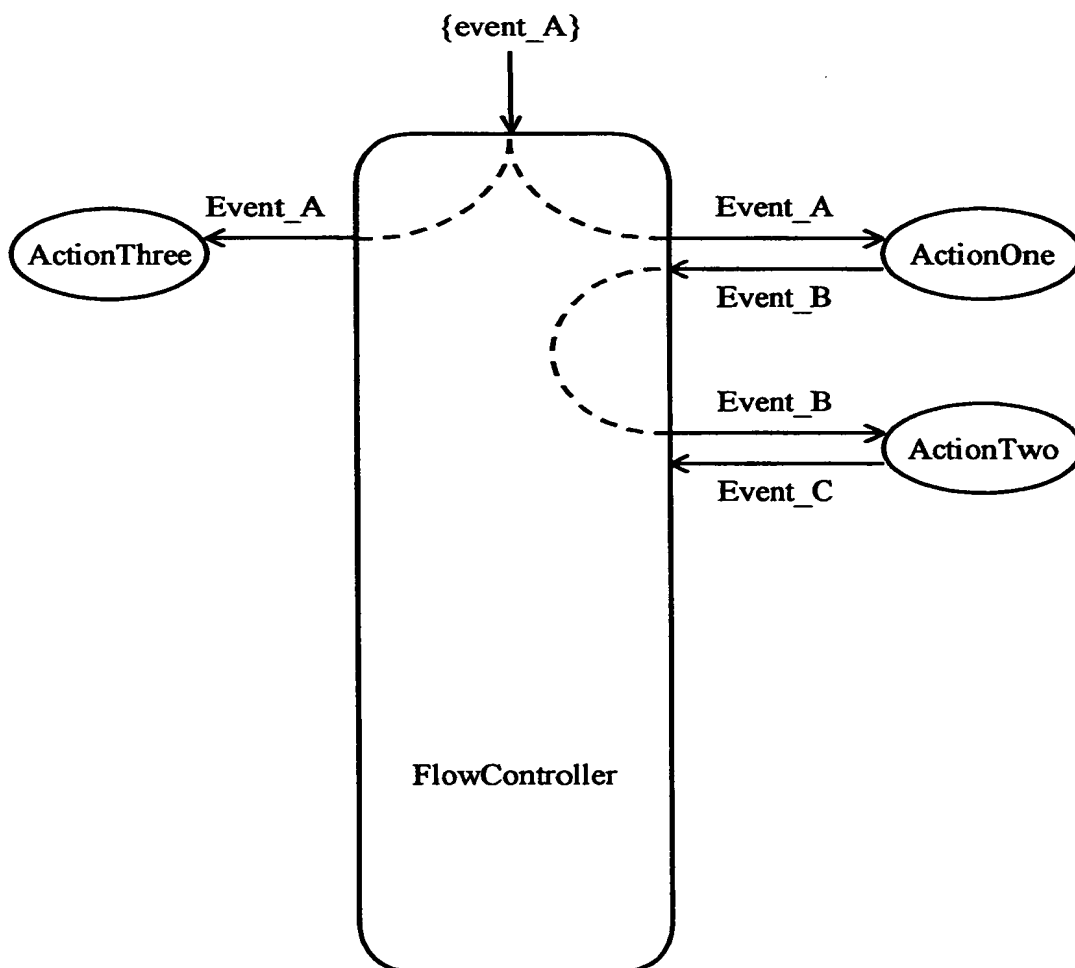 {event_A}
Event_A
Event_A
ActionThree
ActionOne
Event_B
Event_B
ActionTwo
Event_C
FlowController